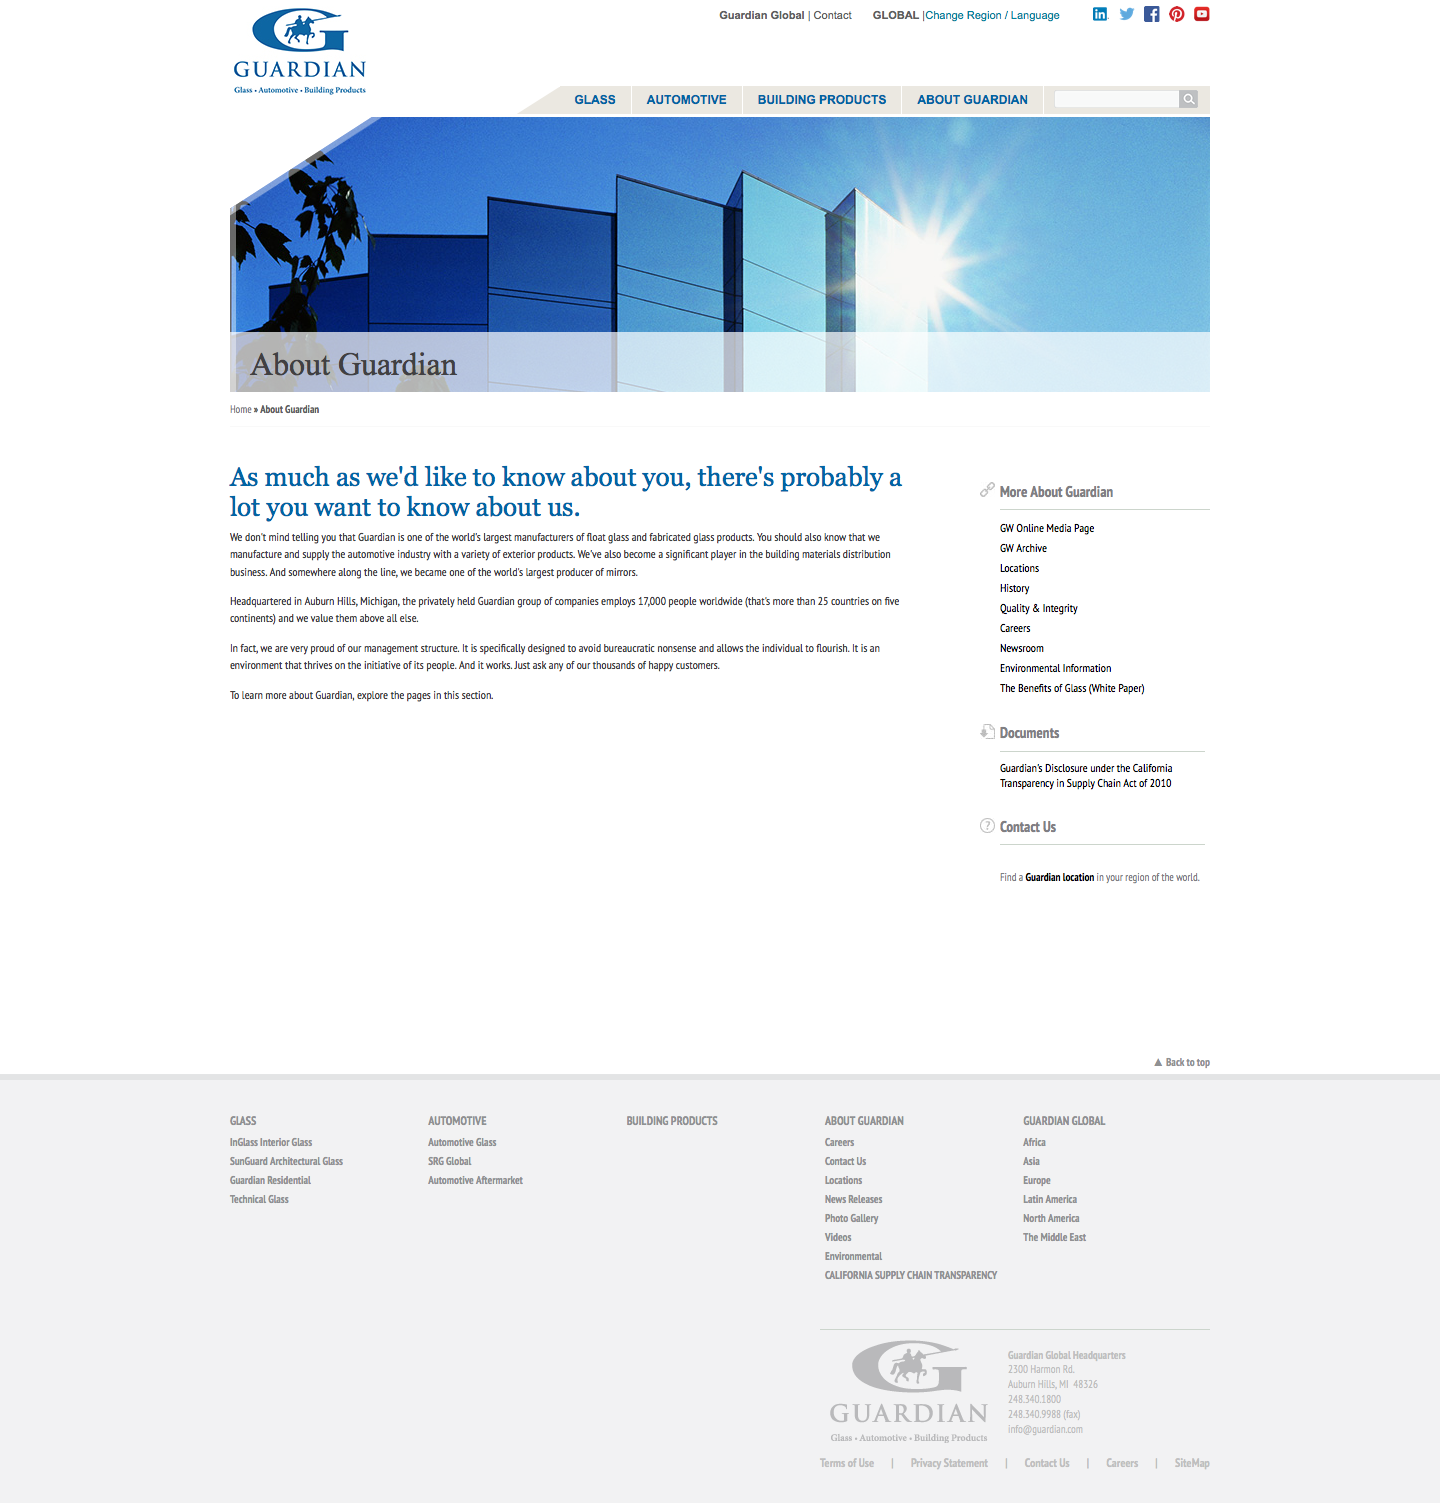 GUARDIAN
Glass • Automotive • Building Products
Guardian Global | Contact
GLOBAL |Change Region / Language
GLASS
AUTOMOTIVE
BUILDING PRODUCTS
ABOUT GUARDIAN
About Guardian
Home » About Guardian
As much as we'd like to know about you, there's probably a
lot you want to know about us.
We don't mind telling you that Guardian is one of the world's largest manufacturers of float glass and fabricated glass products. You should also know that we
manufacture and supply the automotive industry with a variety of exterior products. We've also become a significant player in the building materials distribution
business. And somewhere along the line, we became one of the world's largest producer of mirrors.
Headquartered in Auburn Hills, Michigan, the privately held Guardian group of companies employs 17,000 people worldwide (that's more than 25 countries on five
continents) and we value them above all else.
In fact, we are very proud of our management structure. It is specifically designed to avoid bureaucratic nonsense and allows the individual to flourish. It is an
environment that thrives on the initiative of its people. And it works. Just ask any of our thousands of happy customers.
To learn more about Guardian, explore the pages in this section.
More About Guardian
GW Online Media Page
GW Archive
Locations
History
Quality & Integrity
Careers
Newsroom
Environmental Information
The Benefits of Glass (White Paper)
Documents
Guardian's Disclosure under the California
Transparency in Supply Chain Act of 2010
Contact Us
Find a Guardian location in your region of the world.
▲ Back to top
GLASS
InGlass Interior Glass
SunGuard Architectural Glass
Guardian Residential
Technical Glass
AUTOMOTIVE
Automotive Glass
SRG Global
Automotive Aftermarket
BUILDING PRODUCTS
ABOUT GUARDIAN
Careers
Contact Us
Locations
News Releases
Photo Gallery
Videos
Environmental
CALIFORNIA SUPPLY CHAIN TRANSPARENCY
GUARDIAN GLOBAL
Africa
Asia
Europe
Latin America
North America
The Middle East
GUARDIAN
Glass • Automotive • Building Products
Guardian Global Headquarters
2300 Harmon Rd.
Auburn Hills, MI 48326
248.340.1800
248.340.9988 (fax)
info@guardian.com
Terms of Use | Privacy Statement | Contact Us | Careers | SiteMap